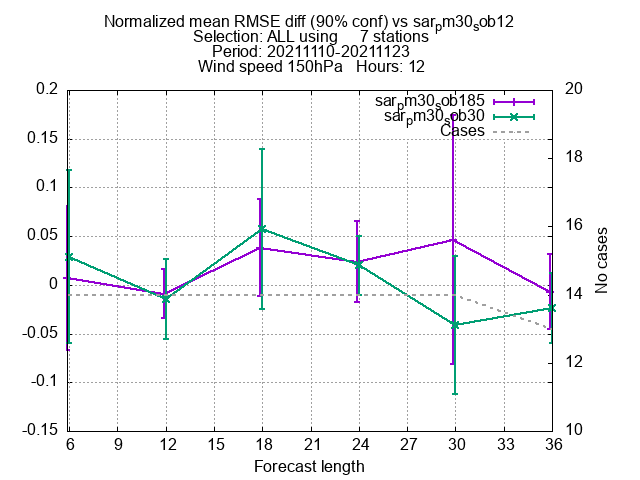 Normalized mean RMSE diff (90% conf) vs sarpm30sob12
Selection: ALL using 7 stations
Period: 20211110-20211123
Wind speed 150hPa Hours: 12
sarpm30sob185
sarpm30sob30
Cases
0.2
0.15
0.1
0.05
0
-0.05
-0.1
-0.15
20
18
16
14
12
10
No cases
6 9 12 15 18 21 24 27 30 33 36
Forecast length